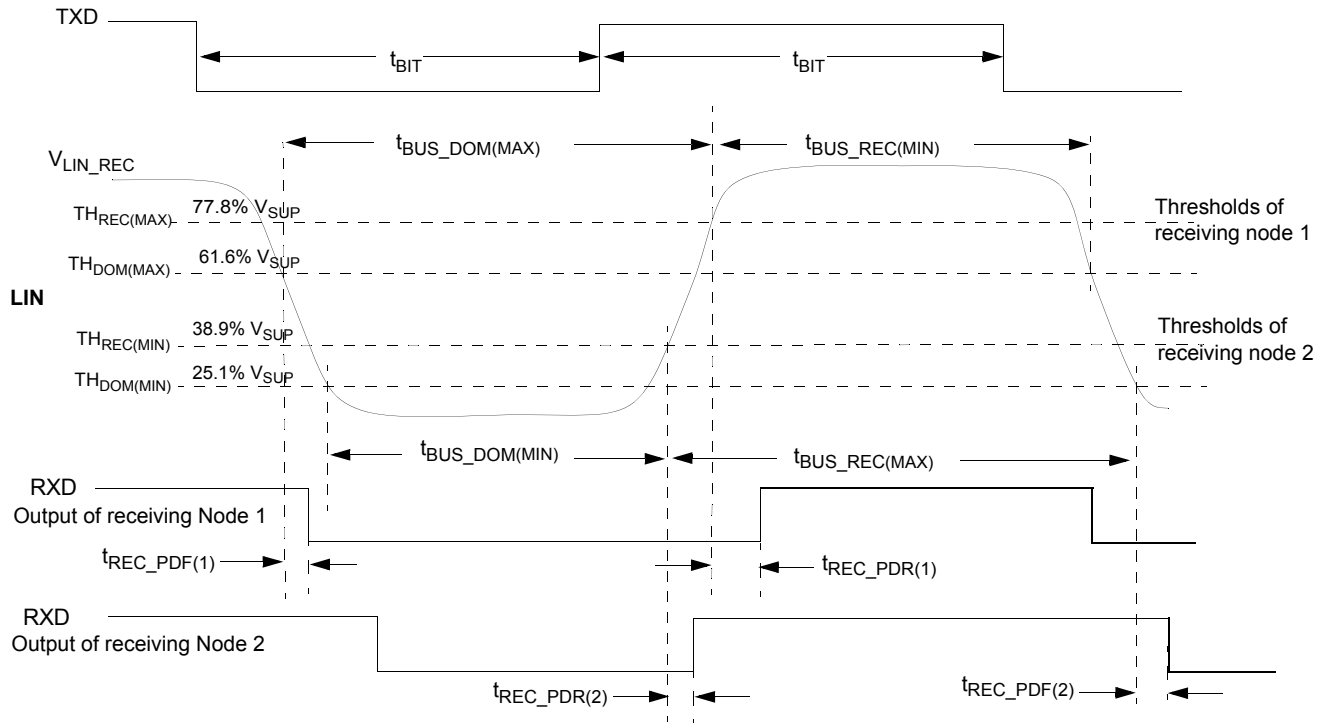 TXD
tBIT
tBIT
tBUS_DOM(MAX)
tBUS_REC(MIN)
VLIN_REC
THREC(MAX) 77.8% VSUP
Thresholds of
receiving node 1
THDOM(MAX) 61.6% VSUP
LIN
THREC(MIN) 38.9% VSUP
Thresholds of
receiving node 2
THDOM(MIN) 25.1% VSUP
tBUS_DOM(MIN)
tBUS_REC(MAX)
RXD
Output of receiving Node 1
tREC_PDF(1)
tREC_PDR(1)
RXD
Output of receiving Node 2
tREC_PDR(2)
tREC_PDF(2)